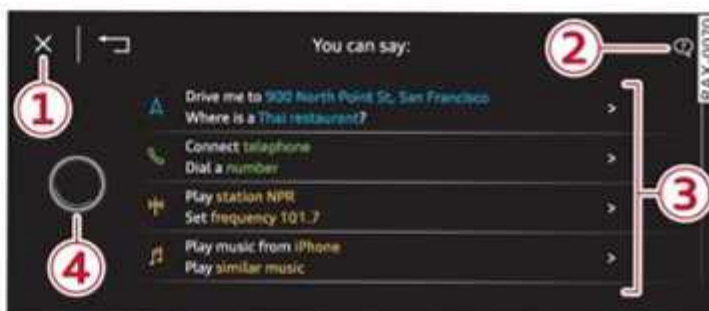 You can say:
Drive me to 900 North Point St, San Francisco
Where is a Thai restaurant?
Connect telephone
Dial a number
Play station NPR
Set frequency 101.7
Play music from iPhone
Play similar music
1
2
3
4
RAX-0070